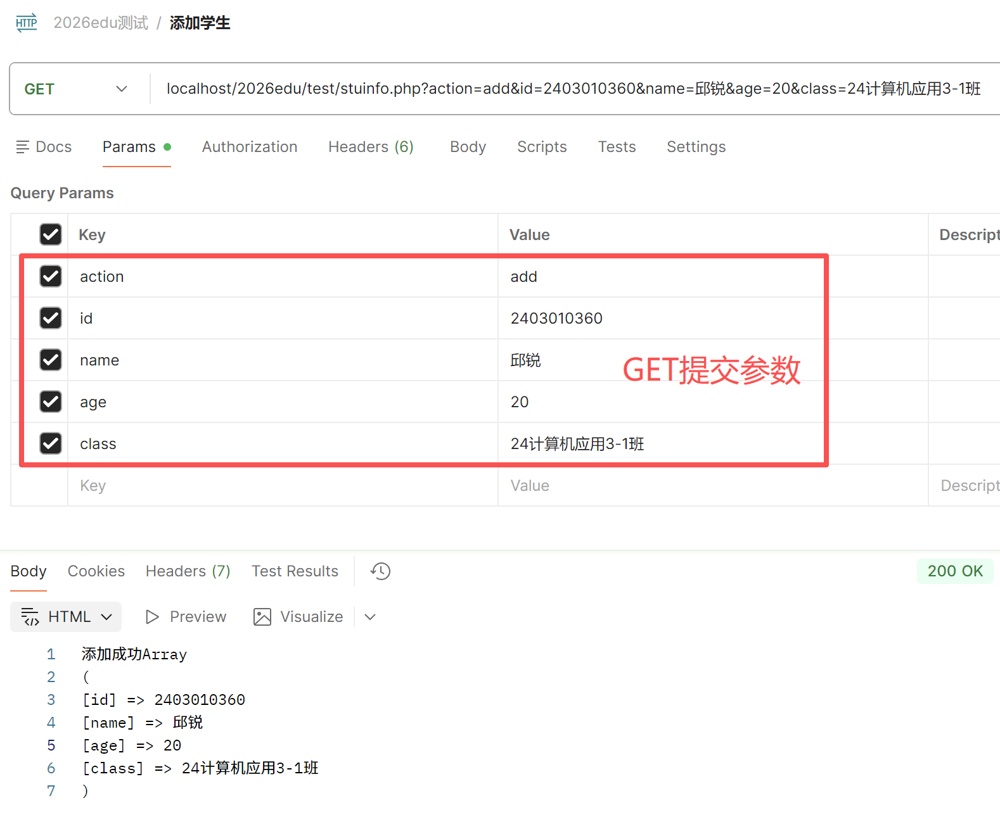 HTTP 2026edu测试 / 添加学生
GET localhost/2026edu/test/stuinfo.php?action=add&id=2403010360&name=邱锐&age=20&class=24计算机应用3-1班
Docs Params Authorization Headers (6) Body Scripts Tests Settings
Query Params
Key Value Descript
action add
id 2403010360
name 邱锐
GET提交参数
age 20
class 24计算机应用3-1班
Key Value Descript
Body Cookies Headers (7) Test Results 200 OK
HTML Preview Visualize
1 添加成功Array
2 (
3 [id] => 2403010360
4 [name] => 邱锐
5 [age] => 20
6 [class] => 24计算机应用3-1班
7 )